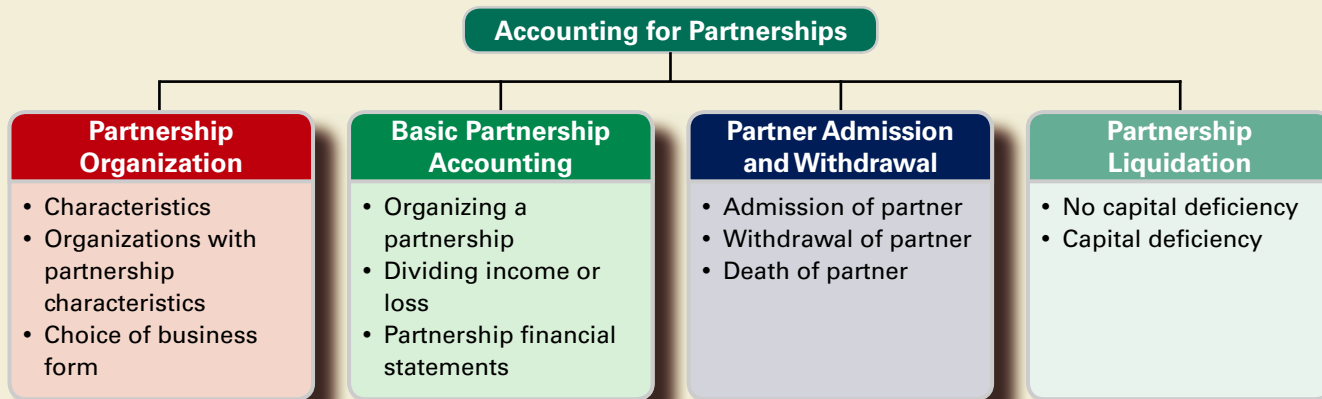 Accounting for Partnerships
Partnership
Organization
• Characteristics
• Organizations with
partnership
characteristics
• Choice of business
form
Basic Partnership
Accounting
• Organizing a
partnership
• Dividing income or
loss
• Partnership financial
statements
Partner Admission
and Withdrawal
• Admission of partner
• Withdrawal of partner
• Death of partner
Partnership
Liquidation
• No capital deficiency
• Capital deficiency